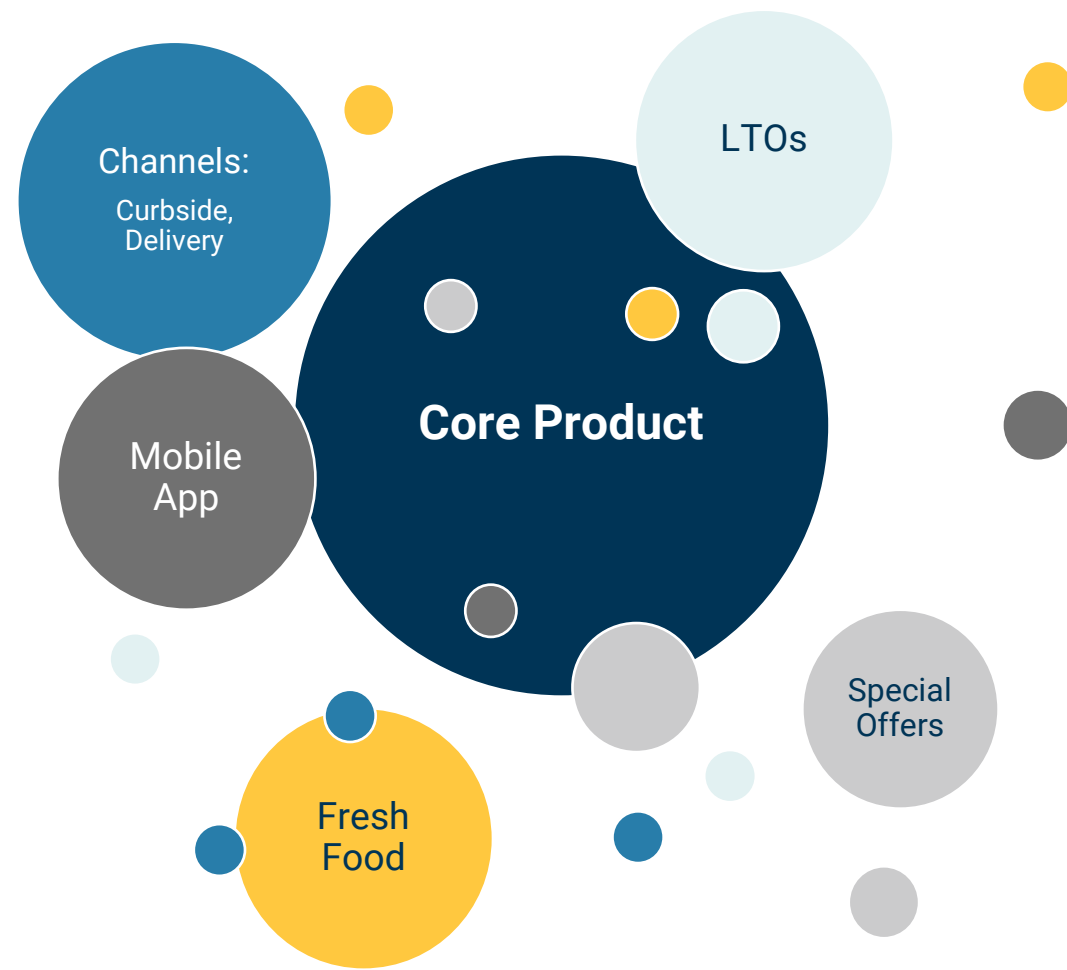 LTOs
Channels:
Curbside,
Delivery
Core Product
Mobile
App
Special
Offers
Fresh
Food